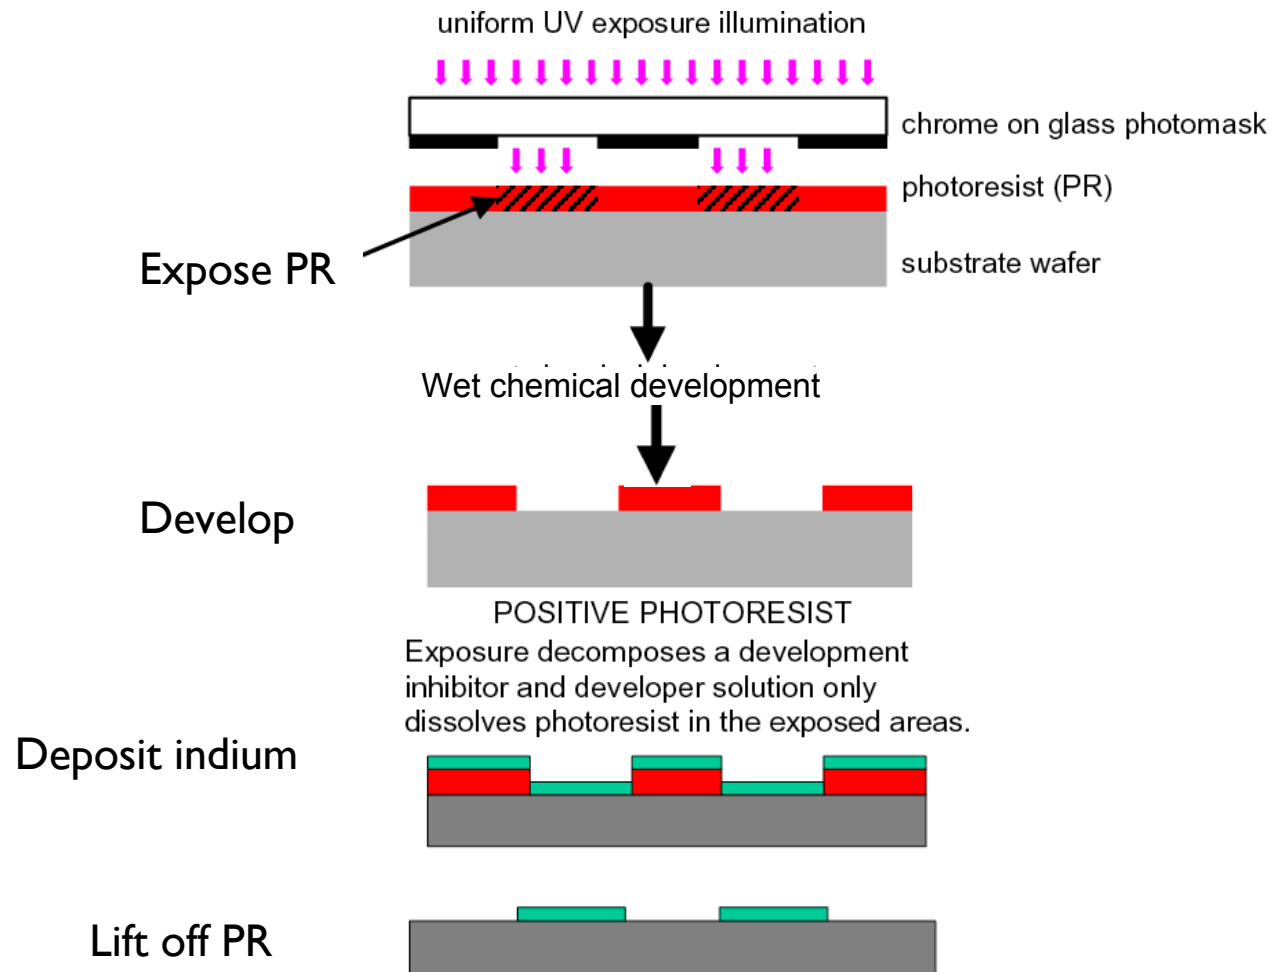 uniform UV exposure illumination
chrome on glass photomask
photoresist (PR)
Expose PR
substrate wafer
Wet chemical development
Develop
POSITIVE PHOTORESIST
Exposure decomposes a development
inhibitor and developer solution only
dissolves photoresist in the exposed areas.
Deposit indium
Lift off PR